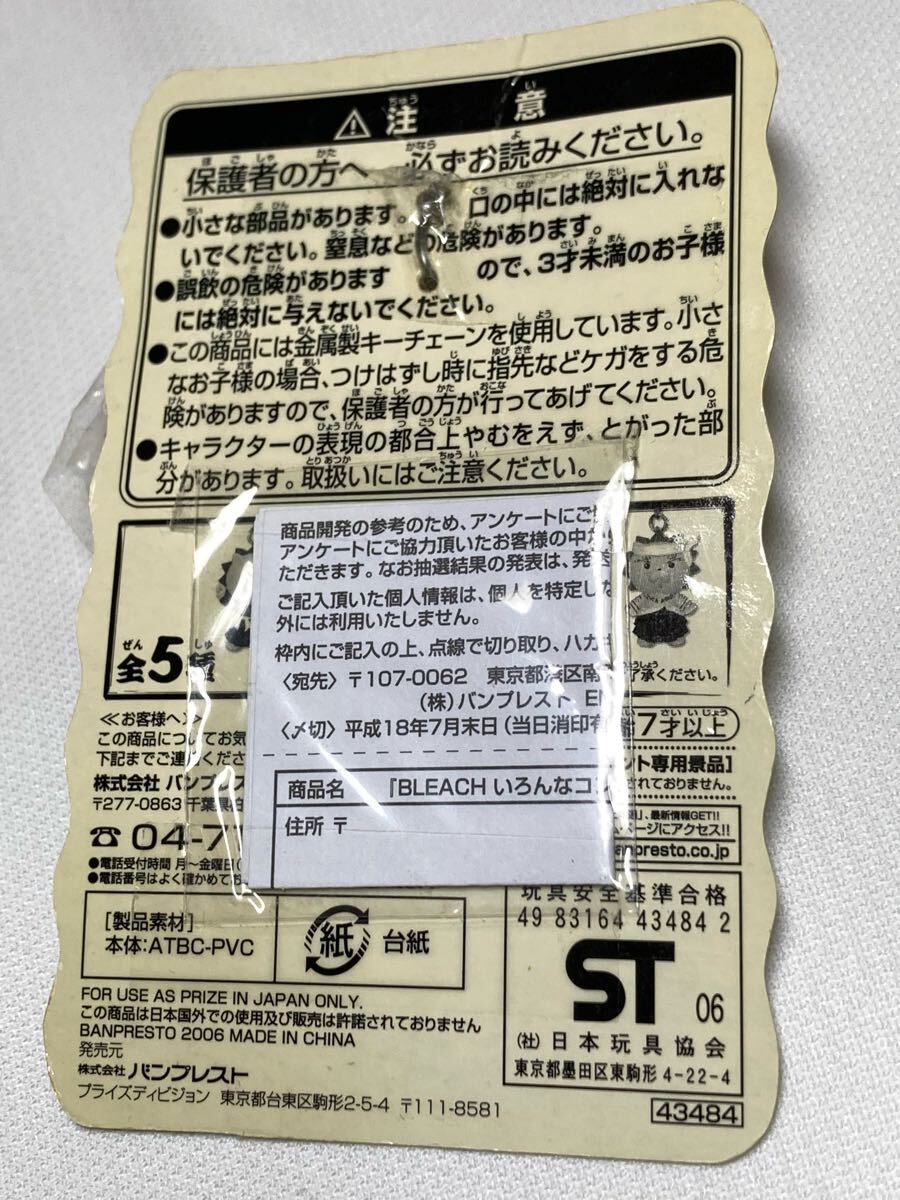 ⚠注意
保護者の方へ 必ずお読みください。
●小さな部品があります。 口の中には絶対に入れな
いでください。窒息などの危険があります。
●誤飲の危険があります ので、3才未満のお子様
には絶対に与えないでください。
●この商品には金属製キーチェーンを使用しています。小さ
なお子様の場合、つけはずし時に指先などケガをする危
険がありますので、保護者の方が行ってあげてください。
●キャラクターの表現の都合上やむをえず、とがった部
分があります。取扱いにはご注意ください。
商品開発の参考のため、アンケートにご
アンケートにご協力頂いたお客様の中か
ただきます。なお抽選結果の発表は、発送
ご記入頂いた個人情報は、個人を特定しな
外には利用いたしません。
枠内にご記入の上、点線で切り取り、ハガキ
〈宛先〉〒107-0062 東京都港区南
(株)バンプレスト
〈〆切〉平成18年7月末日(当日消印有
商品名 『BLEACH いろんなコン
住所 〒
全5種
了承ください。
≪お客様へ≫
この商品についてお気
下記までご連絡くださ
株式会社 バンプレス
〒277-0863 千葉県柏
☎04-7
●電話受付時間 月~金曜日(
●電話番号はよく確かめてお
齢7才以上
ント専用景品]
されておりません。
、最新情報GET!!
ページにアクセス!!
anpresto.co.jp
[製品素材]
本体:ATBC-PVC
紙
台紙
玩具安全基準合格
49 83164 43484 2
ST 06
(社)日本玩具協会
東京都墨田区東駒形4-22-4
FOR USE AS PRIZE IN JAPAN ONLY.
この商品は日本国外での使用及び販売は許諾されておりません
BANPRESTO 2006 MADE IN CHINA
発売元
株式会社 バンプレスト
プライズディビジョン 東京都台東区駒形2-5-4 〒111-8581
43484